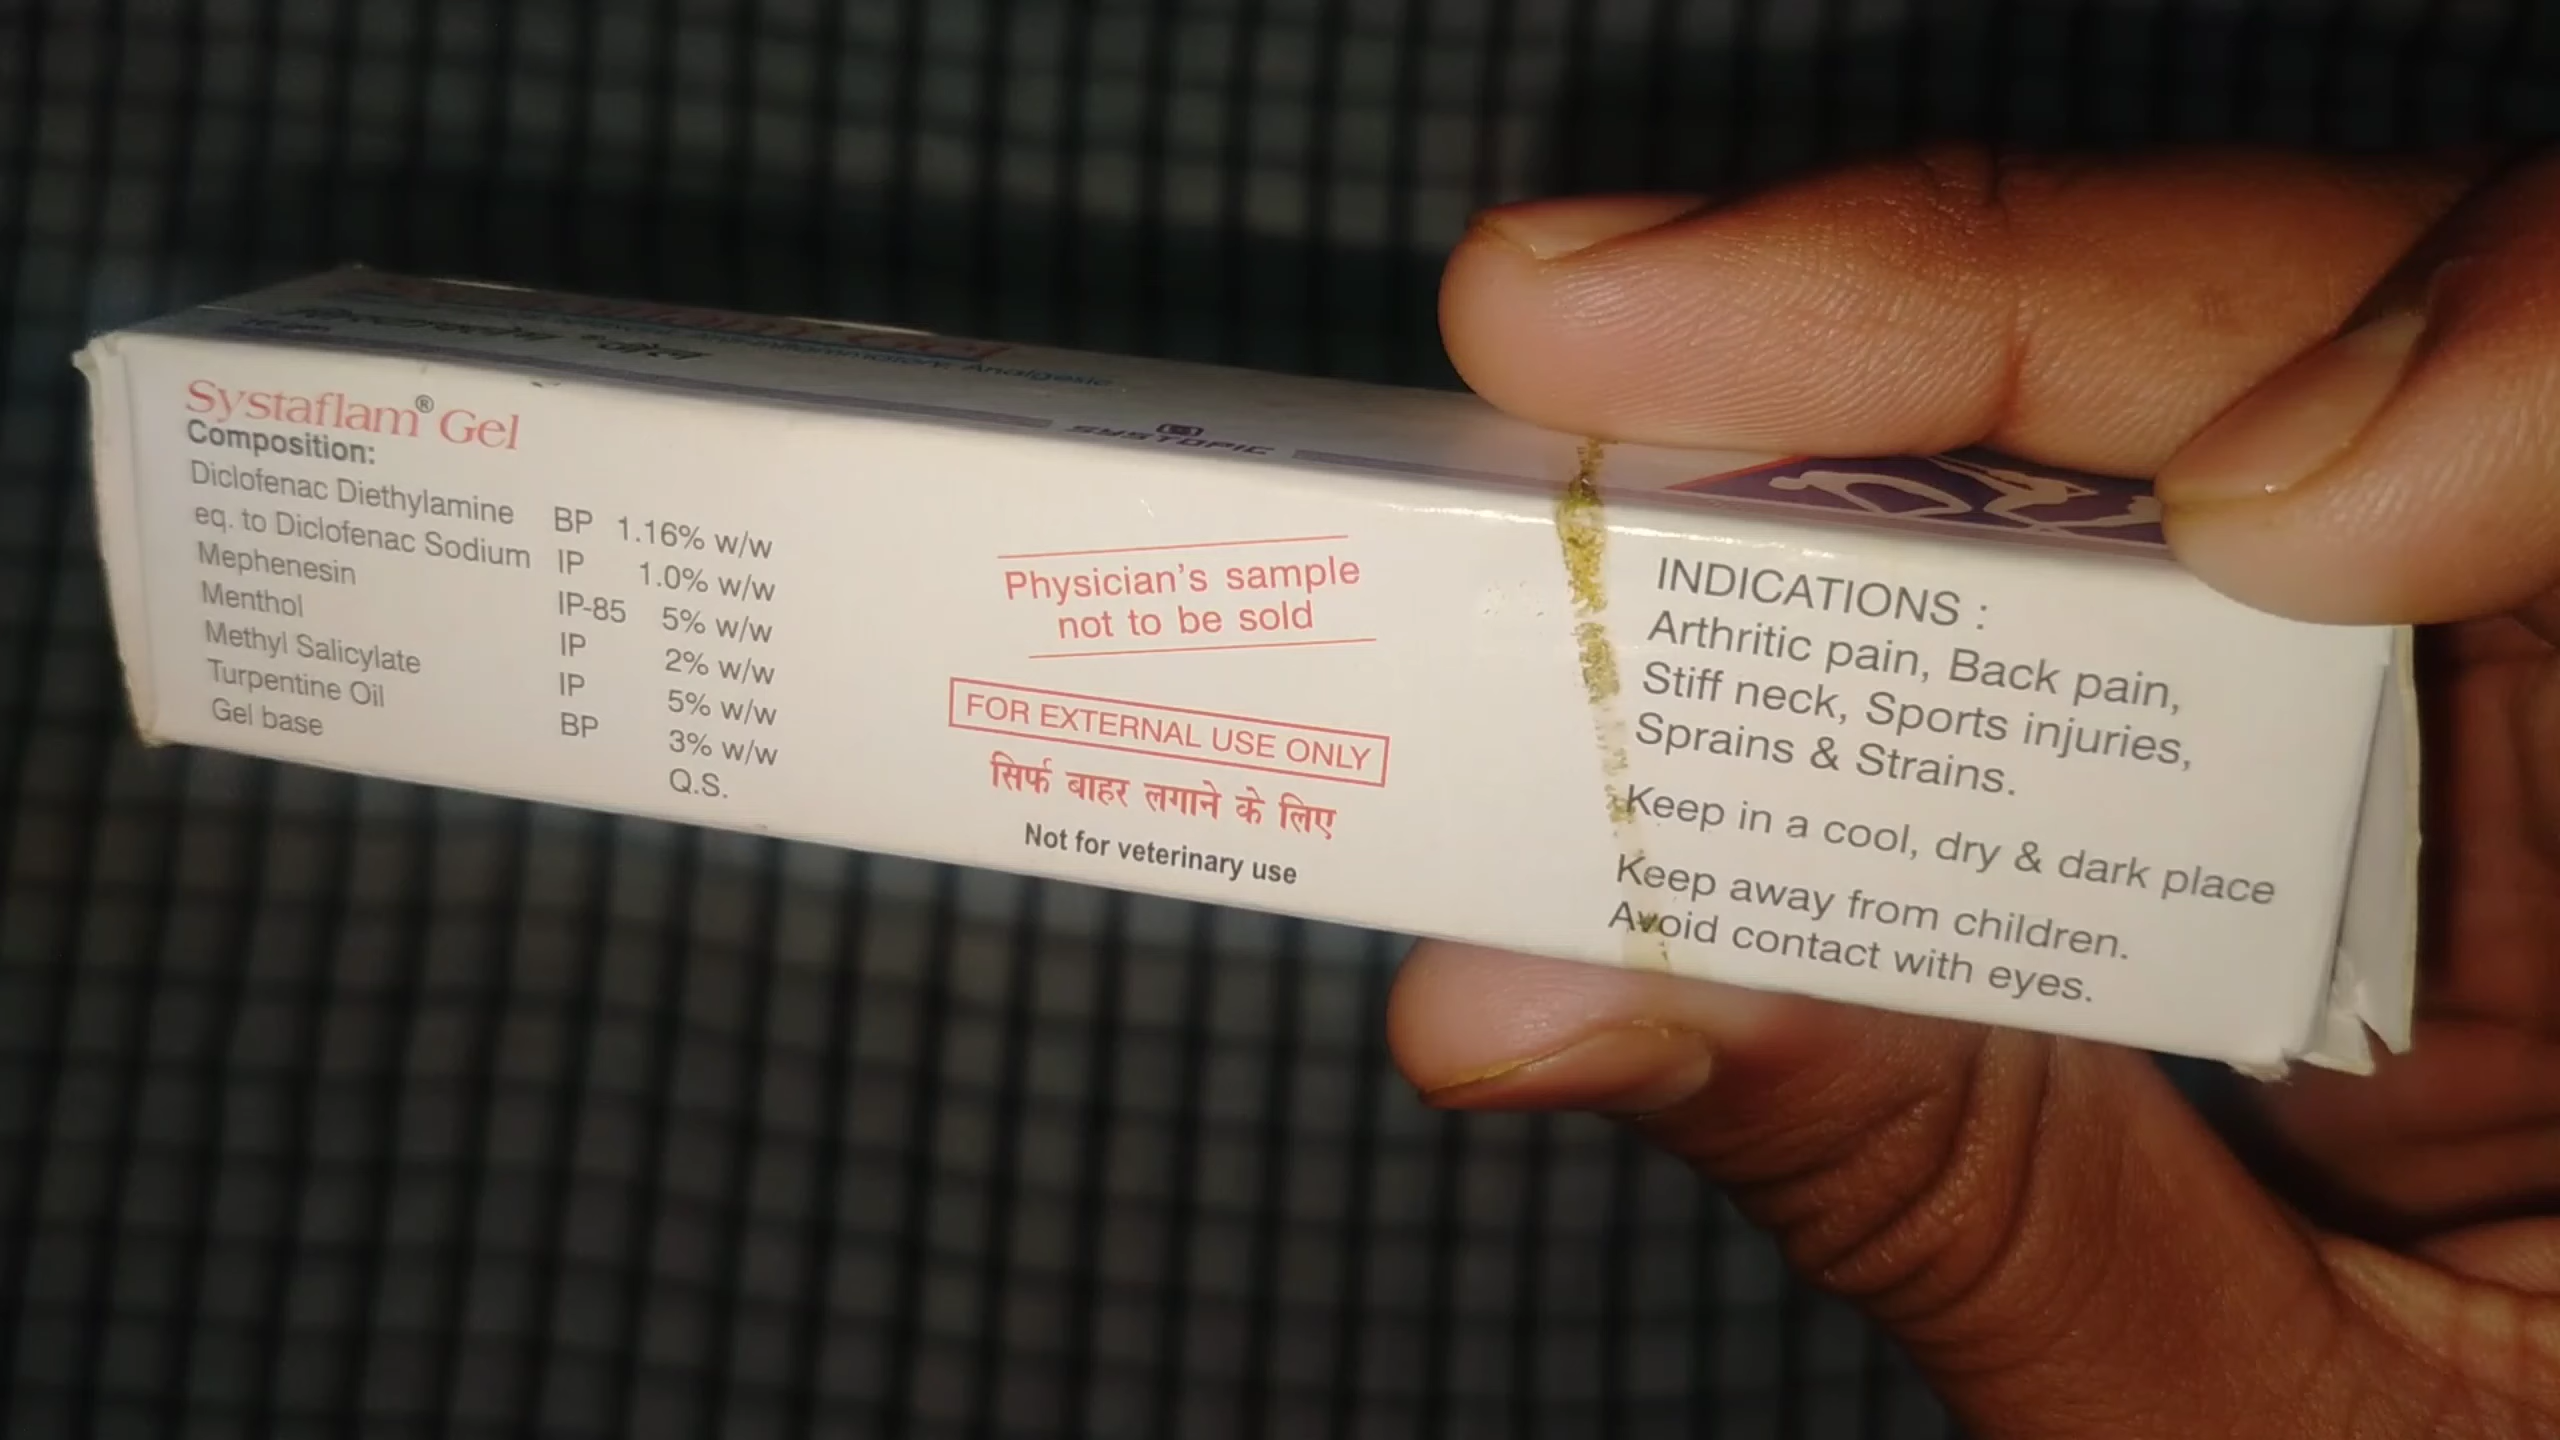 Systaflam® Gel
Composition:
Diclofenac Diethylamine BP 1.16% w/w
eq. to Diclofenac Sodium IP 1.0% w/w
Mephenesin IP-85 5% w/w
Menthol IP 2% w/w
Methyl Salicylate IP 5% w/w
Turpentine Oil BP 3% w/w
Gel base Q.S.
Physician's sample
not to be sold
FOR EXTERNAL USE ONLY
सिर्फ बाहर लगाने के लिए
Not for veterinary use
INDICATIONS :
Arthritic pain, Back pain,
Stiff neck, Sports injuries,
Sprains & Strains.
Keep in a cool, dry & dark place
Keep away from children.
Avoid contact with eyes.
Analgesic
SYSTOPIC